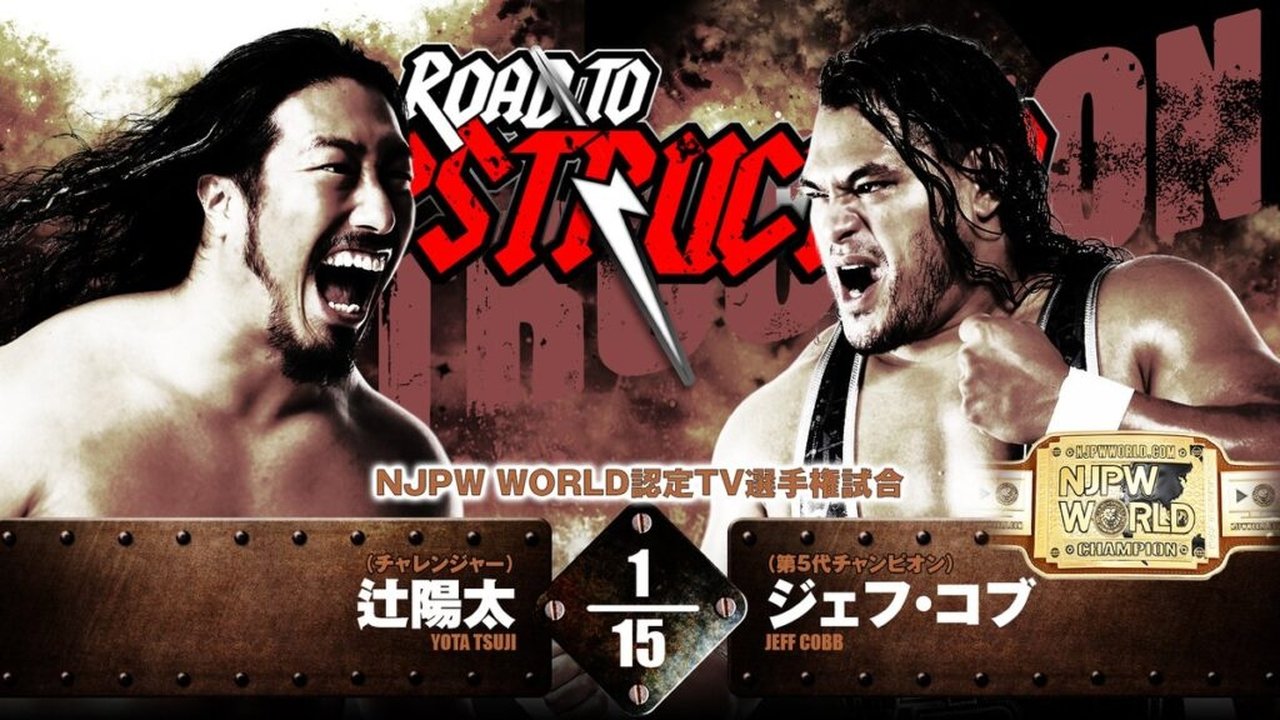 ROAD TO
NJPW WORLD認定TV選手権試合
NJPWWORLD.COM
NJPW
WORLD
CHAMPION
(チャレンジャー)
辻陽太
YOTA TSUJI
1
15
(第5代チャンピオン)
ジェフ・コブ
JEFF COBB